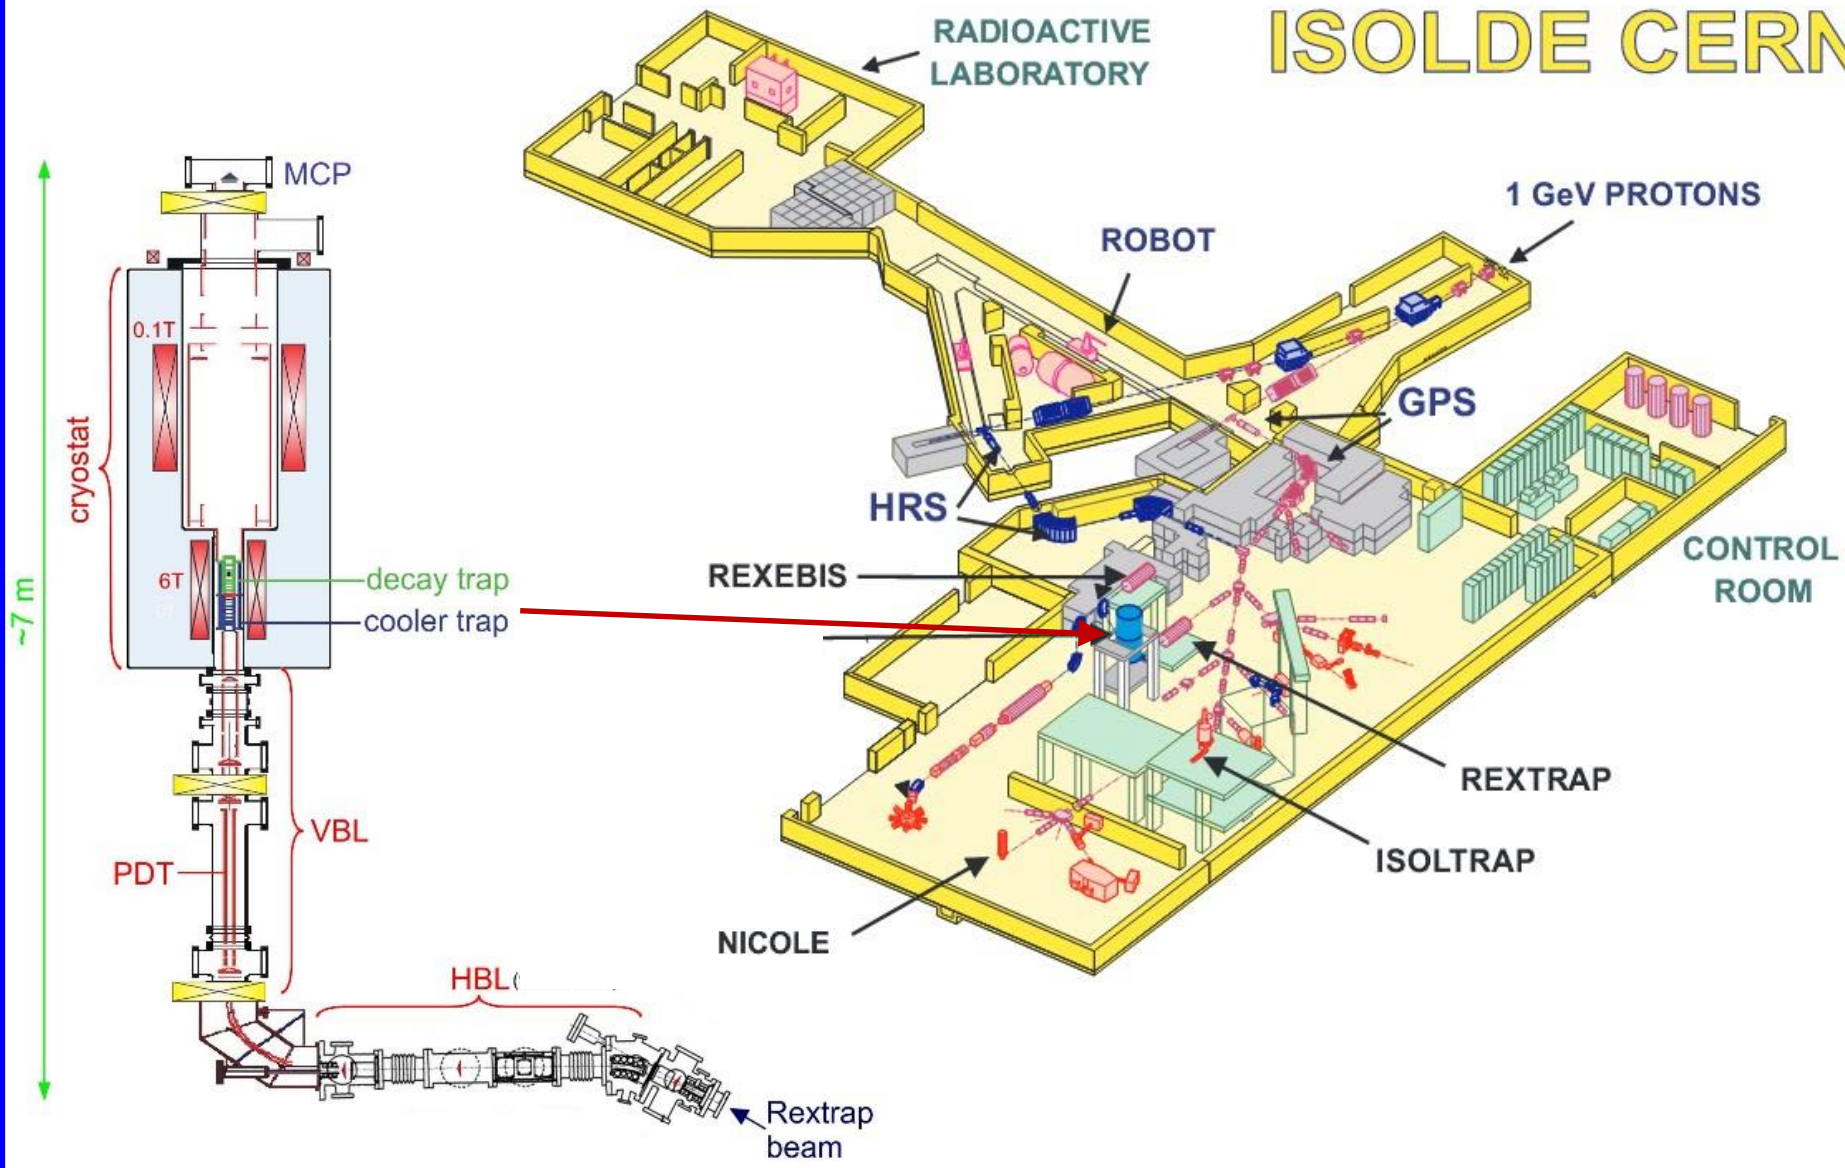 ISOLDE CERN
RADIOACTIVE
LABORATORY
1 GeV PROTONS
ROBOT
MCP
0.1T
cryostat
GPS
HRS
REXEBIS
CONTROL
ROOM
6T
decay trap
cooler trap
~7 m
REXTRAP
VBL
ISOLTRAP
PDT
NICOLE
HBL(
Rextrap
beam